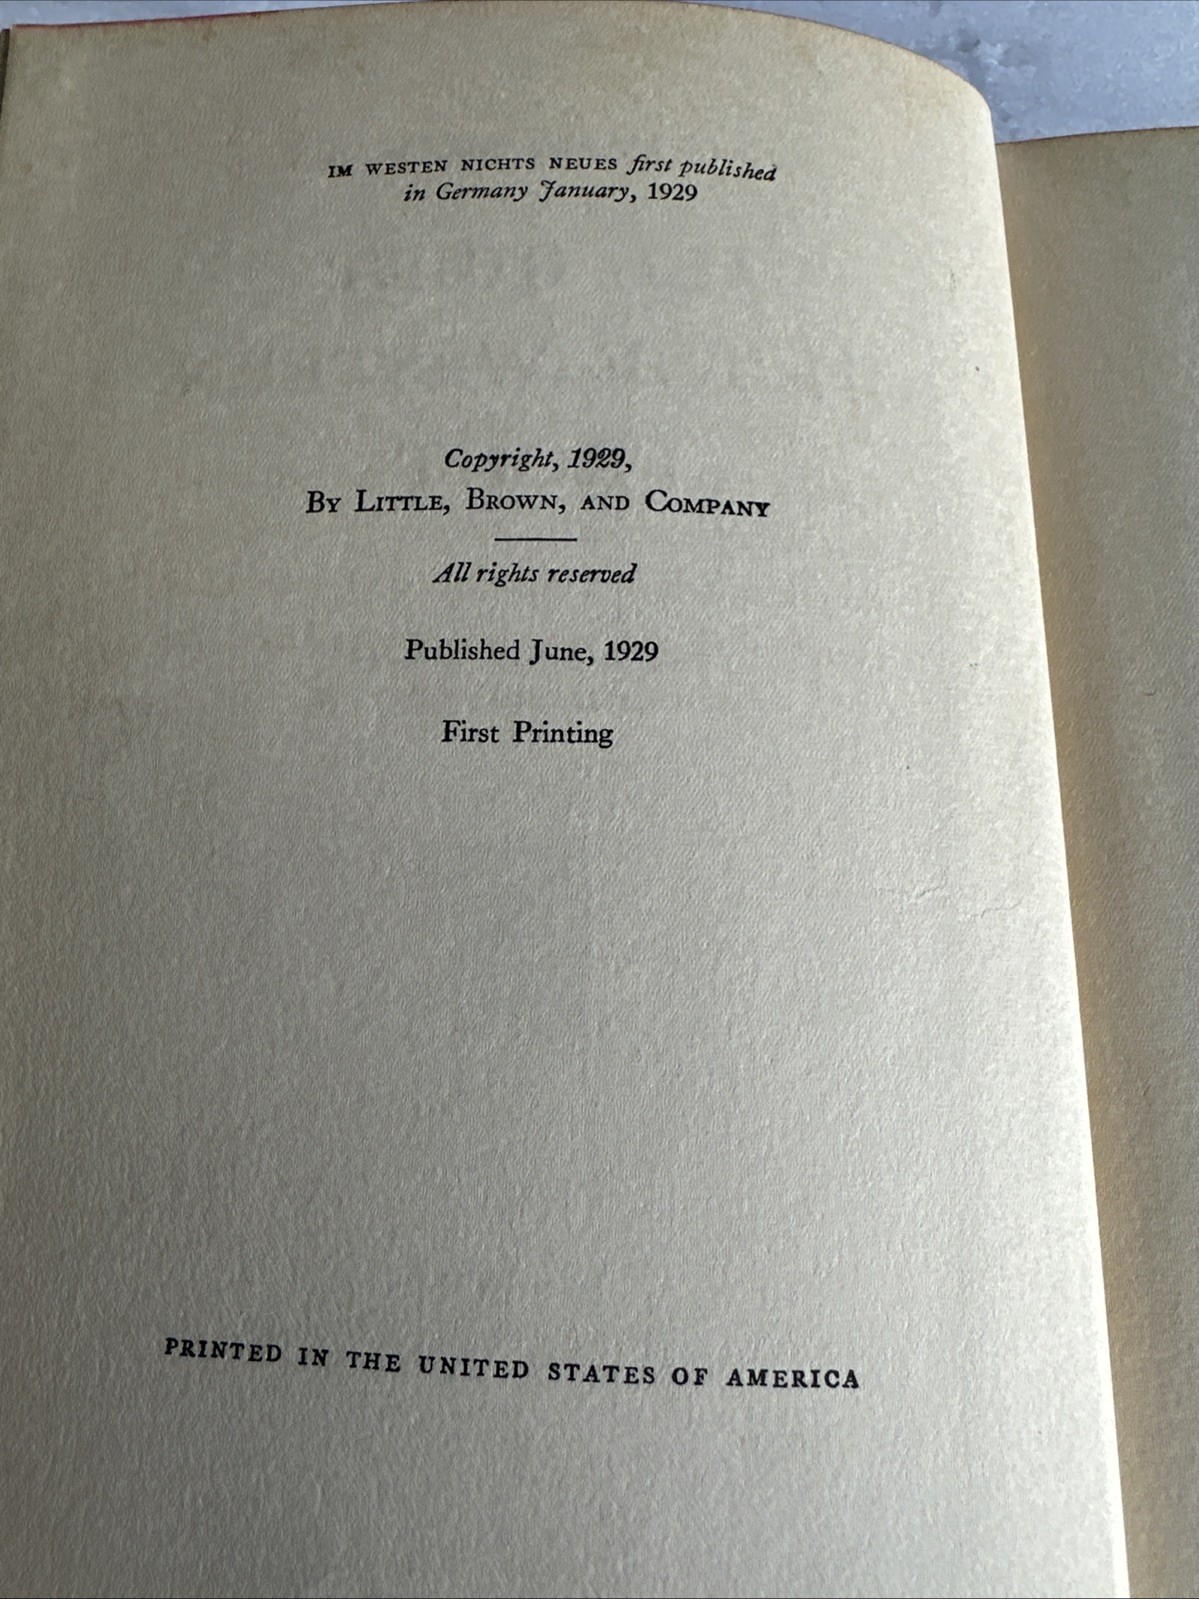 IM WESTEN NICHTS NEUES first published
in Germany January, 1929
Copyright, 1929,
By Little, Brown, and Company
All rights reserved
Published June, 1929
First Printing
PRINTED IN THE UNITED STATES OF AMERICA